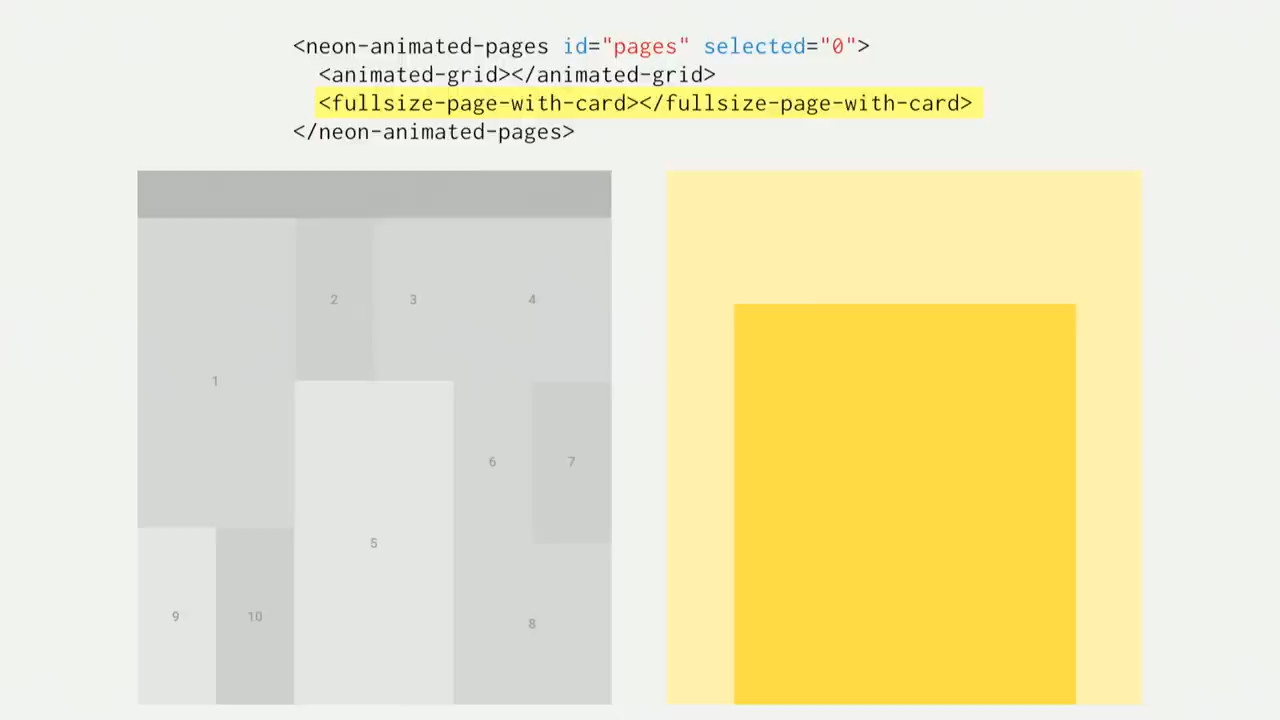 <neon-animated-pages id="pages" selected="0">
<animated-grid></animated-grid>
<fullsize-page-with-card></fullsize-page-with-card>
</neon-animated-pages>
1
2
3
4
5
6
7
8
9
10